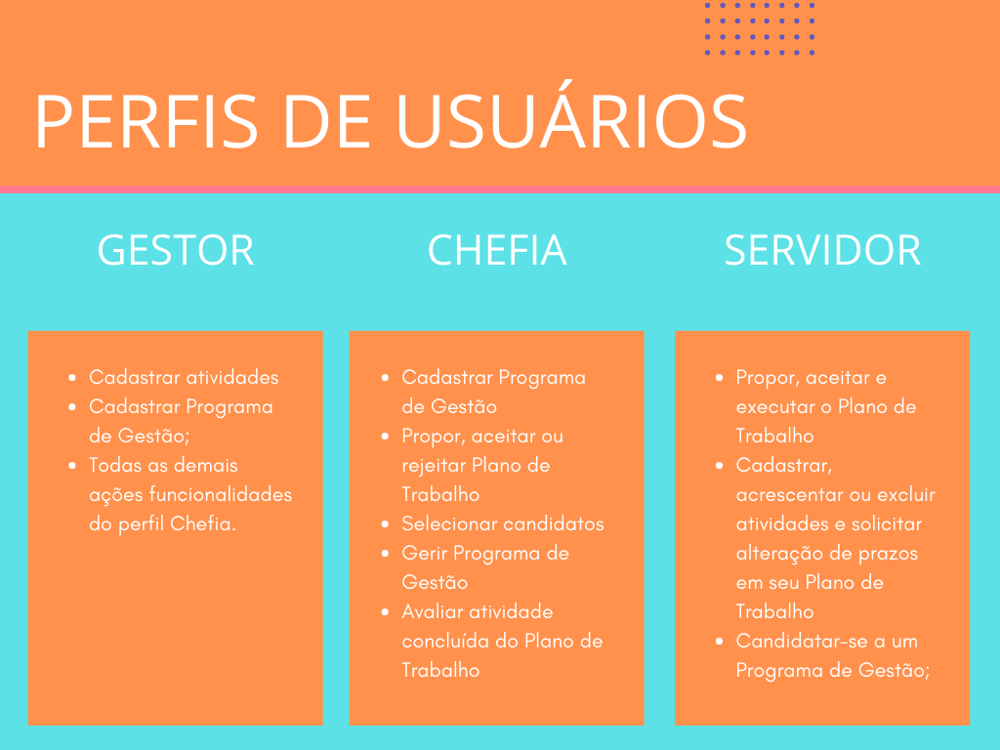 PERFIS DE USUÁRIOS
GESTOR
• Cadastrar atividades
• Cadastrar Programa
de Gestão;
• Todas as demais
ações funcionalidades
do perfil Chefia.
CHEFIA
• Cadastrar Programa
de Gestão
• Propor, aceitar ou
rejeitar Plano de
Trabalho
• Selecionar candidatos
• Gerir Programa de
Gestão
• Avaliar atividade
concluída do Plano de
Trabalho
SERVIDOR
• Propor, aceitar e
executar o Plano de
Trabalho
• Cadastrar,
acrescentar ou excluir
atividades e solicitar
alteração de prazos
em seu Plano de
Trabalho
• Candidatar-se a um
Programa de Gestão;